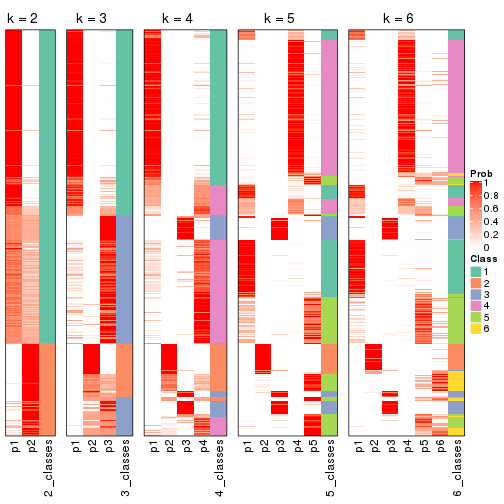 k = 2
k = 3
k = 4
k = 5
k = 6
Prob
1
0.8
0.6
0.4
0.2
0
Class
1
2
3
4
5
6
p1
p2
2_classes
p1
p2
p3
3_classes
p1
p2
p3
p4
4_classes
p1
p2
p3
p4
p5
5_classes
p1
p2
p3
p4
p5
p6
6_classes